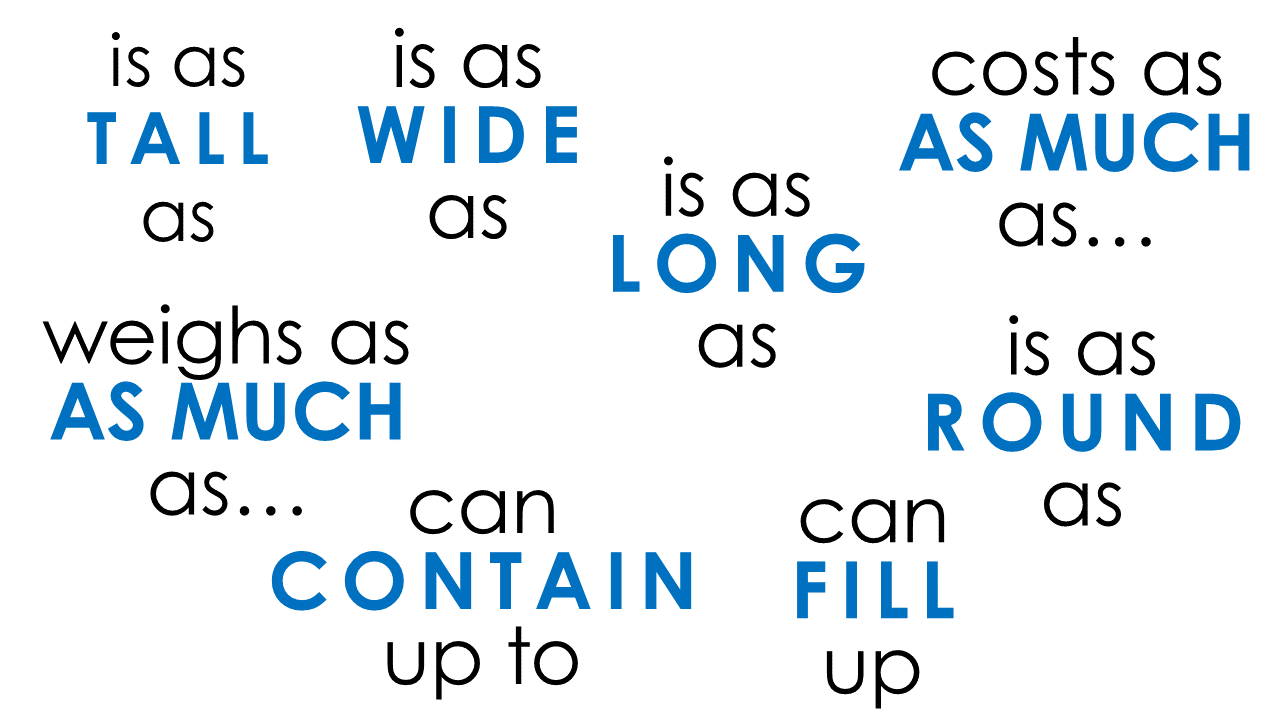 is as
TALL
as
is as
WIDE
as
is as
LONG
as
costs as
AS MUCH
as...
weighs as
AS MUCH
as...
is as
ROUND
as
can
CONTAIN
up to
can
FILL
up